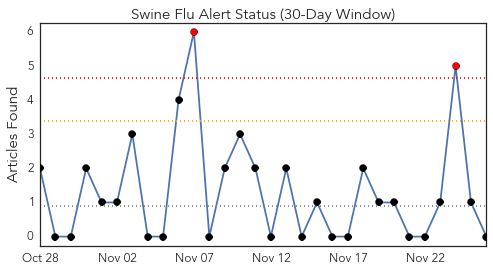 Swine Flu Alert Status (30-Day Window)
Articles Found
6
5
4
3
2
1
0
Oct 28 Nov 02 Nov 07 Nov 12 Nov 17 Nov 22